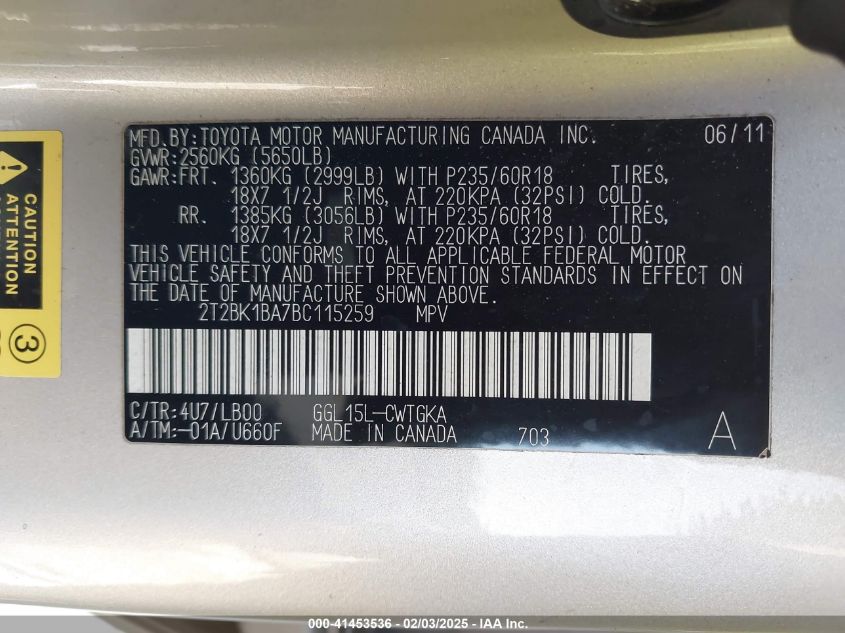 MFD.BY:TOYOTA MOTOR MANUFACTURING CANADA INC. 06/11
GVWR:2560KG (5650LB)
GAWR:FRT. 1360KG (2999LB) WITH P235/60R18 TIRES,
18X7 1/2J RIMS, AT 220KPA (32PSI) COLD.
RR. 1385KG (3056LB) WITH P235/60R18 TIRES,
18X7 1/2J RIMS, AT 220KPA (32PSI) COLD.
THIS VEHICLE CONFORMS TO ALL APPLICABLE FEDERAL MOTOR
VEHICLE SAFETY AND THEFT PREVENTION STANDARDS IN EFFECT ON
THE DATE OF MANUFACTURE SHOWN ABOVE.
2T2BK1BA7BC115259 MPV
C/TR:4U7/LB00 GGL15L-CWTGKA
A/TM:-01A/U660F MADE IN CANADA 703 A
CAUTION
ATTENTION
3
000-41453536 - 02/03/2025 - IAA Inc.